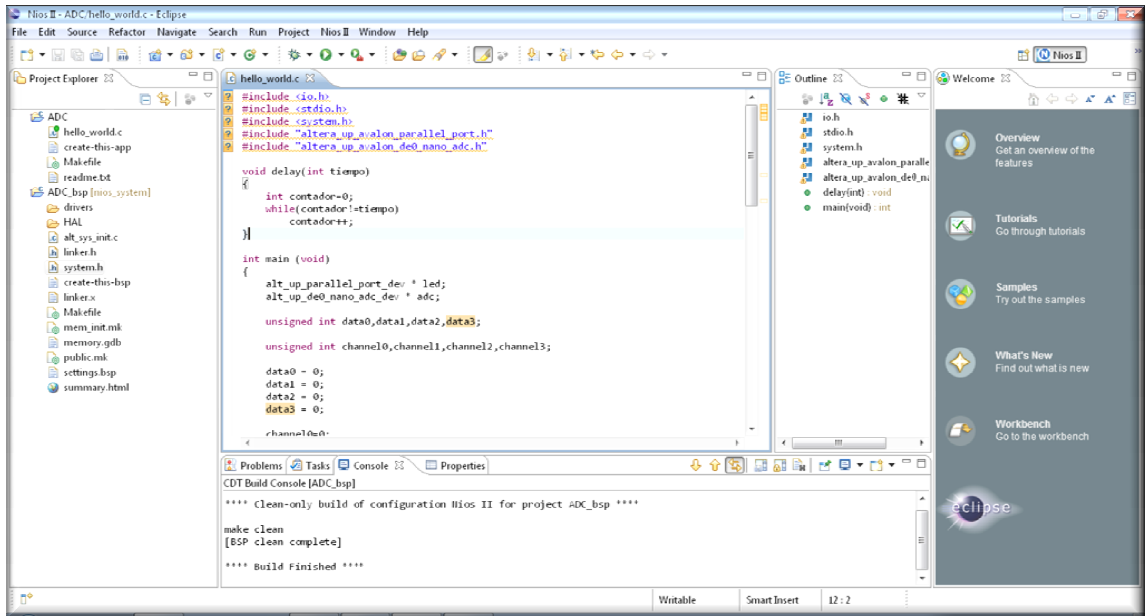 Nios II - ADC/hello_world.c - Eclipse
File Edit Source Refactor Navigate Search Run Project Nios II Window Help
Nios II
Project Explorer
ADC
hello_world.c
create-this-app
Makefile
readme.txt
ADC_bsp [nios_system]
drivers
HAL
alt_sys_init.c
linker.h
system.h
create-this-bsp
linker.x
Makefile
mem_init.mk
memory.gdb
public.mk
settings.bsp
summary.html
hello_world.c
#include <io.h>
#include <stdio.h>
#include <system.h>
#include "altera_up_avalon_parallel_port.h"
#include "altera_up_avalon_de0_nano_adc.h"
void delay(int tiempo)
{
int contador=0;
while(contador!=tiempo)
contador++;
}
int main (void)
{
alt_up_parallel_port_dev * led;
alt_up_de0_nano_adc_dev * adc;
unsigned int data0,data1,data2,data3;
unsigned int channel0,channel1,channel2,channel3;
data0 = 0;
data1 = 0;
data2 = 0;
data3 = 0;
channel0=0;
Outline
io.h
stdio.h
system.h
altera_up_avalon_paralle
altera_up_avalon_de0_na
delay(int) : void
main(void) : int
Welcome
Overview
Get an overview of the
features
Tutorials
Go through tutorials
Samples
Try out the samples
What's New
Find out what is new
Workbench
Go to the workbench
eclipse
Problems Tasks Console Properties
CDT Build Console [ADC_bsp]
**** Clean-only build of configuration Nios II for project ADC_bsp ****
make clean
[BSP clean complete]
**** Build Finished ****
Writable Smart Insert 12 : 2